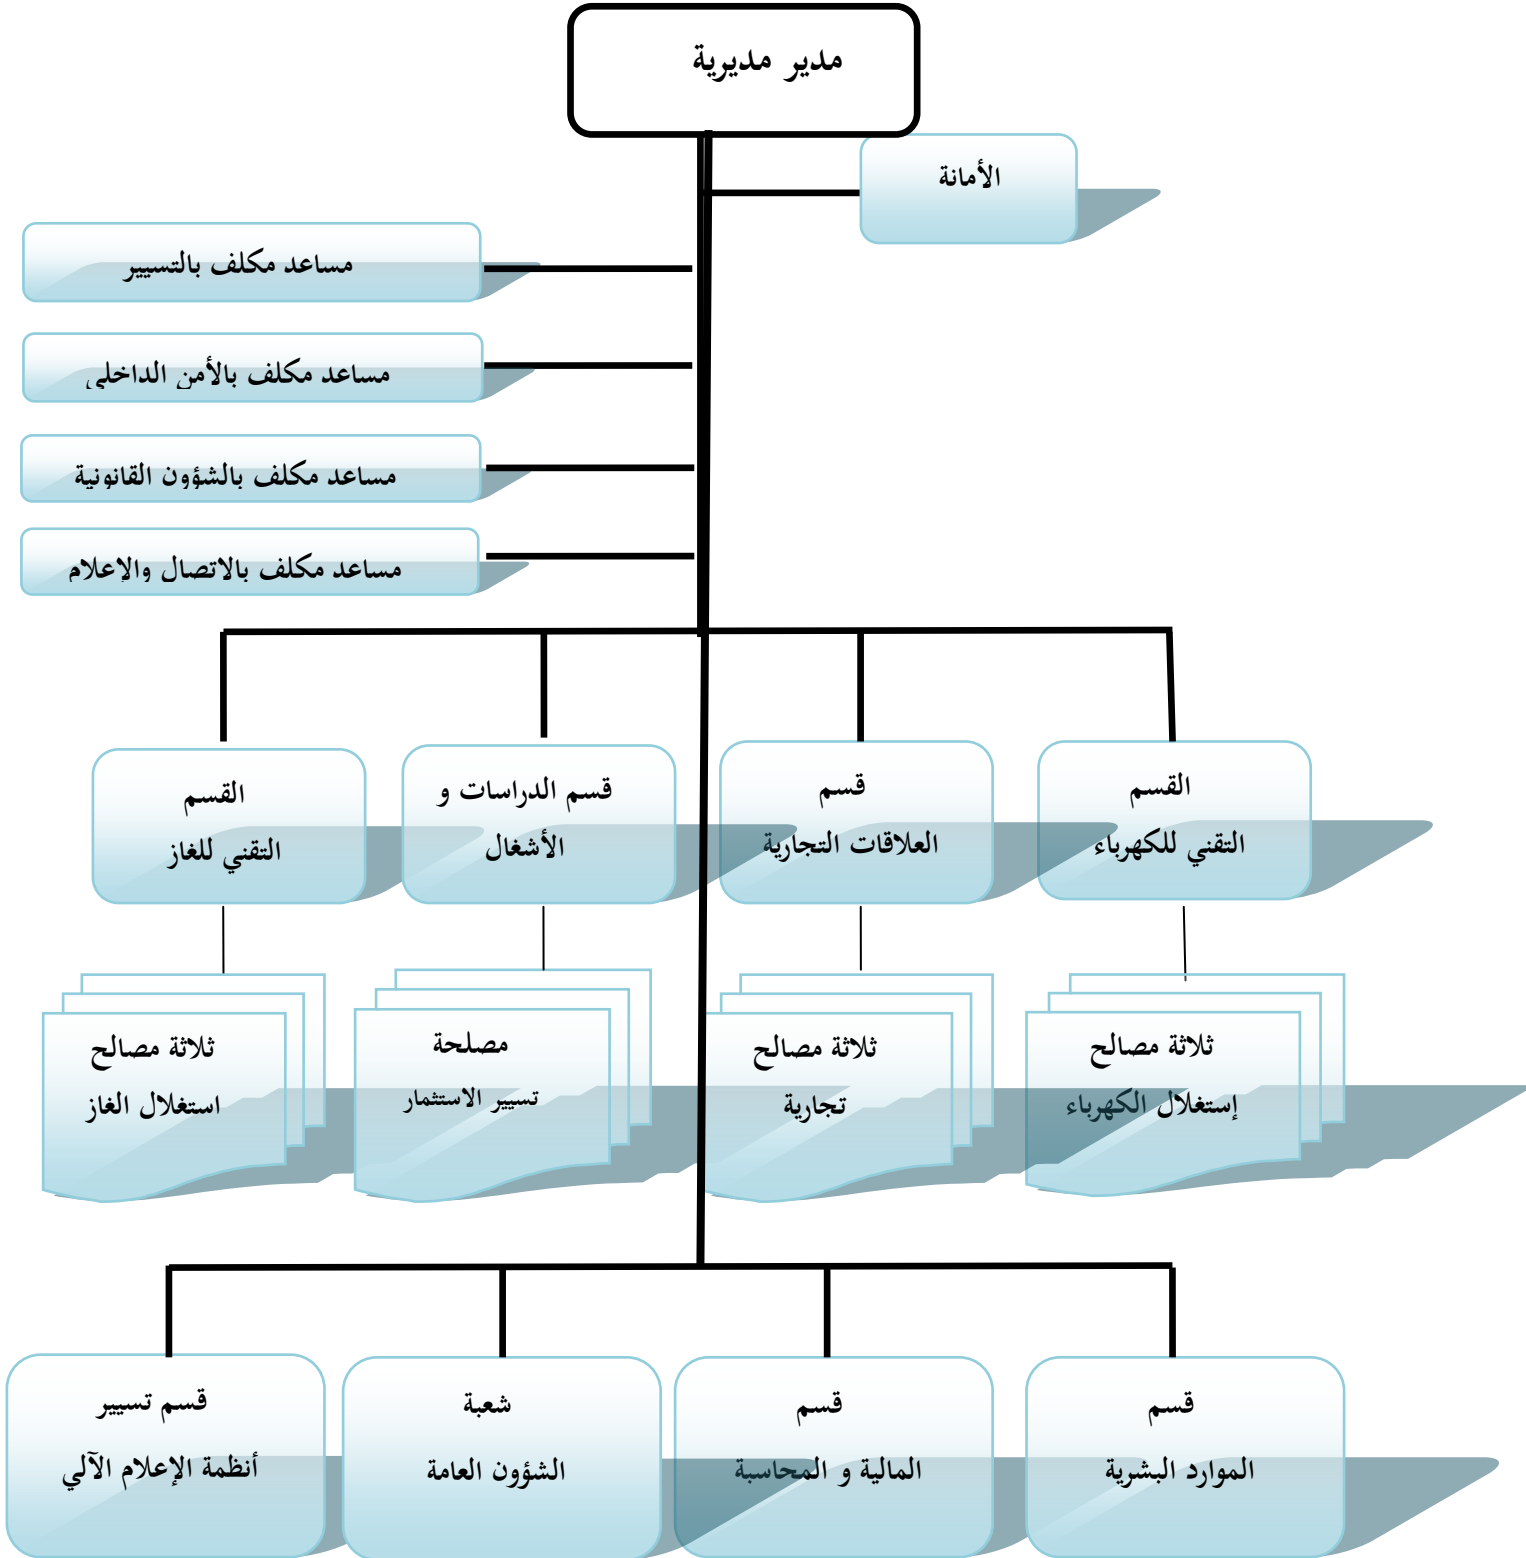 مدير مديرية
الأمانة
مساعد مكلف بالتسيير
مساعد مكلف بالأمن الداخلي
مساعد مكلف بالشؤون القانونية
مساعد مكلف بالاتصال والإعلام
القسم
التقني للكهرباء
قسم
العلاقات التجارية
قسم الدراسات و
الأشغال
القسم
التقني للغاز
ثلاثة مصالح
إستغلال الكهرباء
ثلاثة مصالح
تجارية
مصلحة
تسيير الاستثمار
ثلاثة مصالح
استغلال الغاز
قسم
الموارد البشرية
قسم
المالية و المحاسبة
شعبة
الشؤون العامة
قسم تسيير
أنظمة الإعلام الآلي